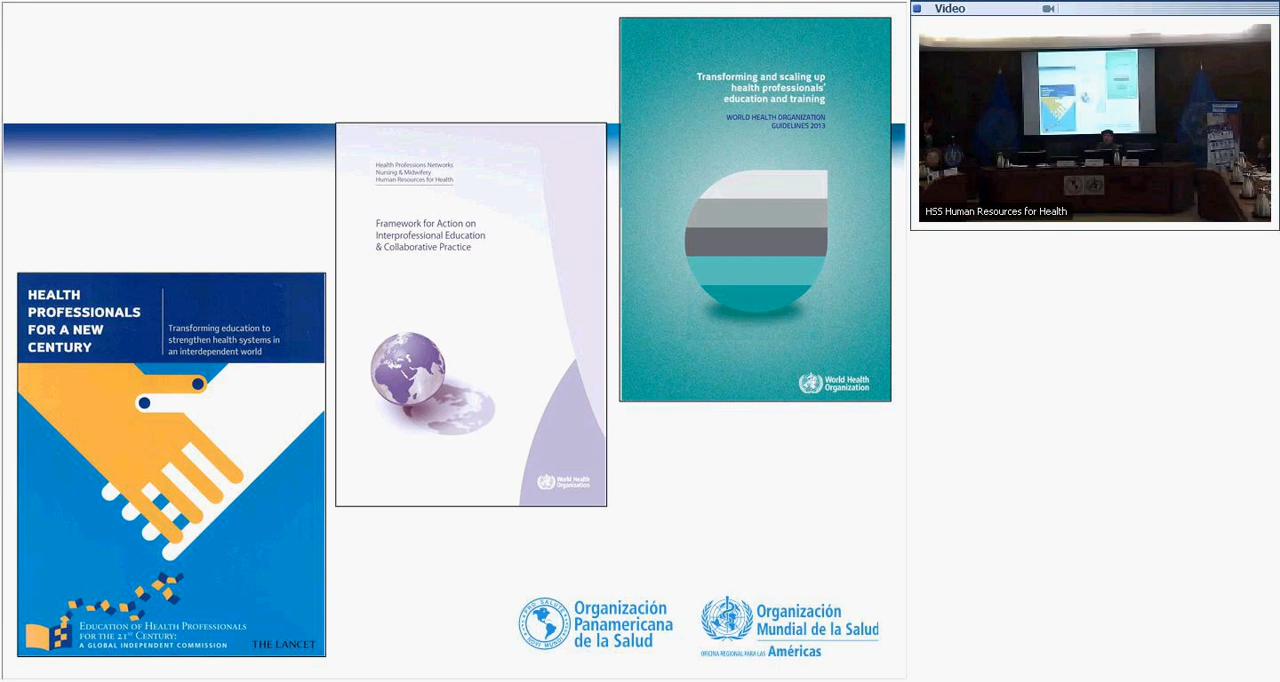 HEALTH
PROFESSIONALS
FOR A NEW
CENTURY
Transforming education to
strengthen health systems in
an interdependent world
EDUCATION OF HEALTH PROFESSIONALS
FOR THE 21ST CENTURY:
A GLOBAL INDEPENDENT COMMISSION
THE LANCET
Health Professions Networks
Nursing & Midwifery
Human Resources for Health
Framework for Action on
Interprofessional Education
& Collaborative Practice
World Health
Organization
Transforming and scaling up
health professionals'
education and training
WORLD HEALTH ORGANIZATION
GUIDELINES 2013
World Health
Organization
PRO SALUTE
NOVI MUNDI
Organización
Panamericana
de la Salud
Organización
Mundial de la Salud
OFICINA REGIONAL PARA LAS Américas
Video
HSS Human Resources for Health